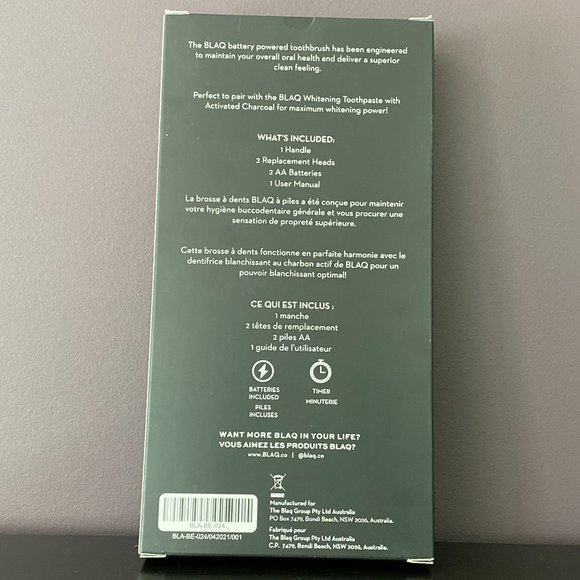 The BLAQ battery powered toothbrush has been engineered
to maintain your overall oral health and deliver a superior
clean feeling.
Perfect to pair with the BLAQ Whitening Toothpaste with
Activated Charcoal for maximum whitening power!
WHAT'S INCLUDED:
1 Handle
2 Replacement Heads
2 AA Batteries
1 User Manual
La brosse à dents BLAQ à piles a été conçue pour maintenir
votre hygiène buccodentaire générale et vous procurer une
sensation de propreté supérieure.
Cette brosse à dents fonctionne en parfaite harmonie avec le
dentifrice blanchissant au charbon actif de BLAQ pour un
pouvoir blanchissant optimal!
CE QUI EST INCLUS :
1 manche
2 têtes de remplacement
2 piles AA
1 guide de l'utilisateur
BATTERIES
INCLUDED
PILES
INCLUSES
TIMER
MINUTERIE
WANT MORE BLAQ IN YOUR LIFE?
VOUS AIMEZ LES PRODUITS BLAQ?
www.BLAQ.co | @blaq.co
Manufactured for
The Blaq Group Pty Ltd Australia
PO Box 7479, Bondi Beach, NSW 2026, Australia
Fabriqué pour
The Blaq Group Pty Ltd Australia
C.P. 7479, Bondi Beach, NSW 2026, Australia
BLA-BE-024
BLA-BE-024/042021/001